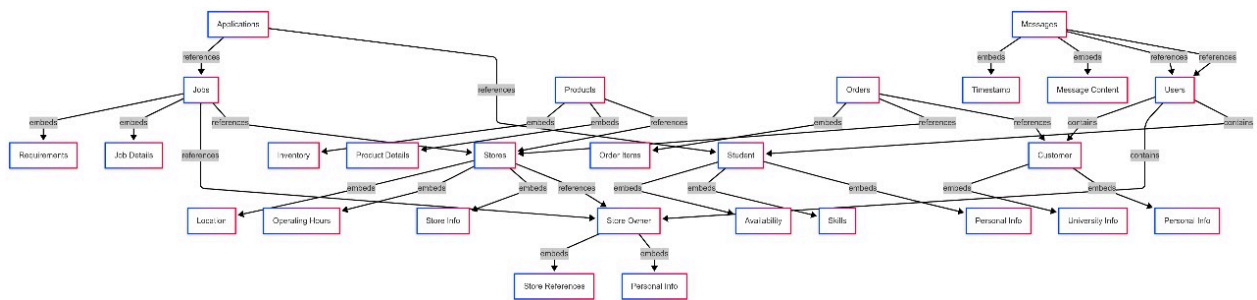 Applications
Messages
references
embeds
embeds
references
references
Jobs
Products
Orders
Timestamp
Message Content
Users
references
embeds
embeds
references
embeds
embeds
references
embeds
references
references
contains
contains
references
contains
Requirements
Job Details
Inventory
Product Details
Stores
Order Items
Student
Customer
embeds
embeds
embeds
references
embeds
embeds
embeds
embeds
embeds
Location
Operating Hours
Store Info
Store Owner
Availability
Skills
Personal Info
University Info
Personal Info
embeds
embeds
Store References
Personal Info